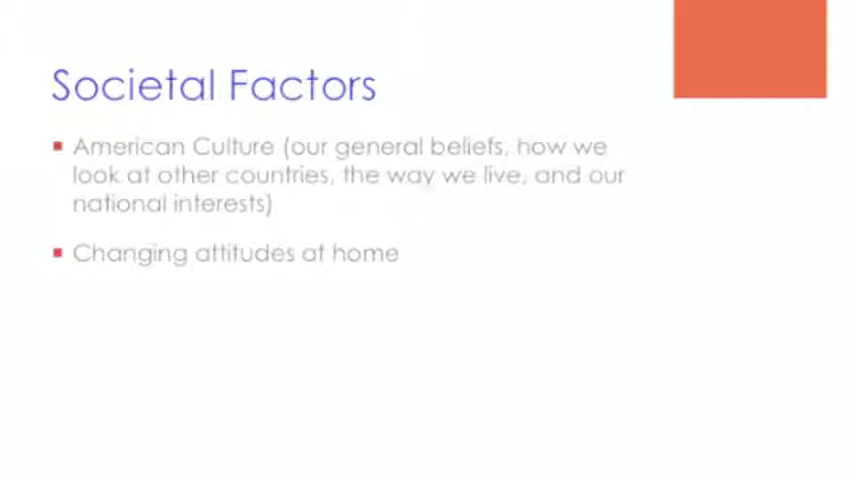 Societal Factors
American Culture (our general beliefs, how we
look at other countries, the way we live, and our
national interests)
Changing attitudes at home